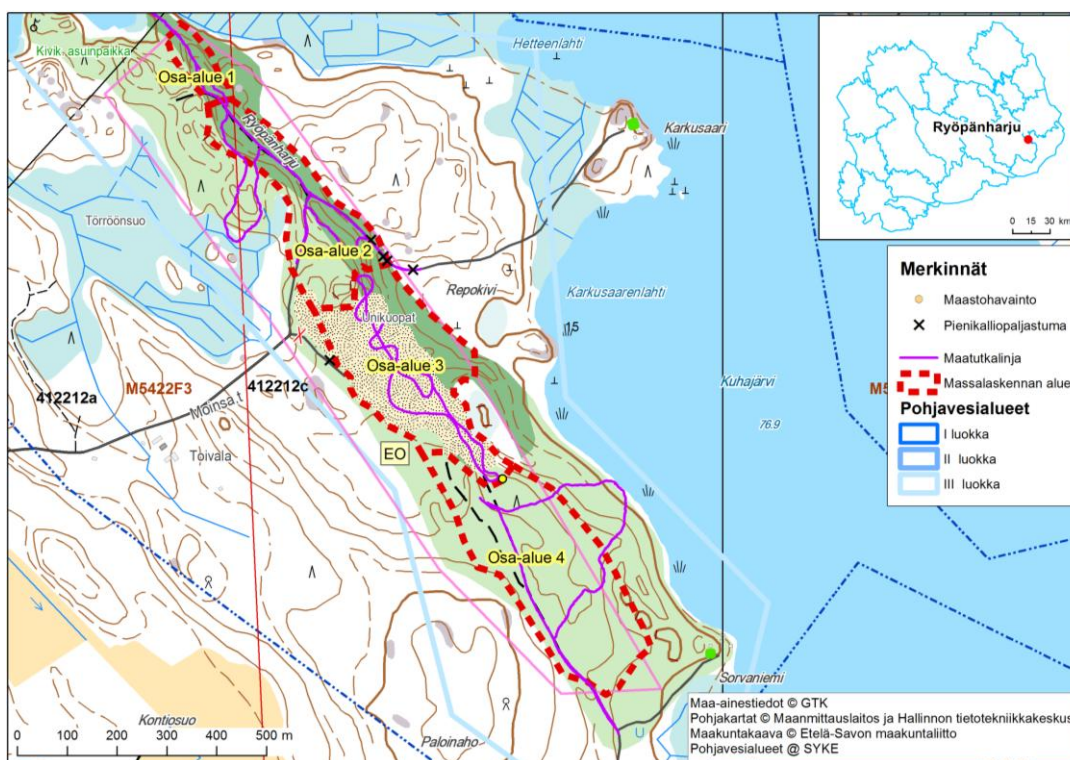 Kivik asuinpaikka
Osa-alue 1
Hetteenlahti
Ryöpänharju
Karkusaari
Törröönsuo
Osa-alue 2
Repokivi
Unikuopat
Karkusaarenlahti
1,5
Osa-alue 3
412212a
M5422F3
412212c
Möinsä.t
Toivala
EO
Kuhajärvi
76.9
Osa-alue 4
Sorvaniemi
Kontiosuo
Paloinaho
0 100 200 300 400 500 m
Ryöpänharju
0 15 30 km
Merkinnät
Maastohavainto
Pienikalliopaljastuma
Maatutkalinja
Massalaskennan alue
Pohjavesialueet
I luokka
II luokka
III luokka
Maa-ainestiedot © GTK
Pohjakartat © Maanmittauslaitos ja Hallinnon tietotekniikkakeskus
Maakuntakaava © Etelä-Savon maakuntaliitto
Pohjavesialueet @ SYKE